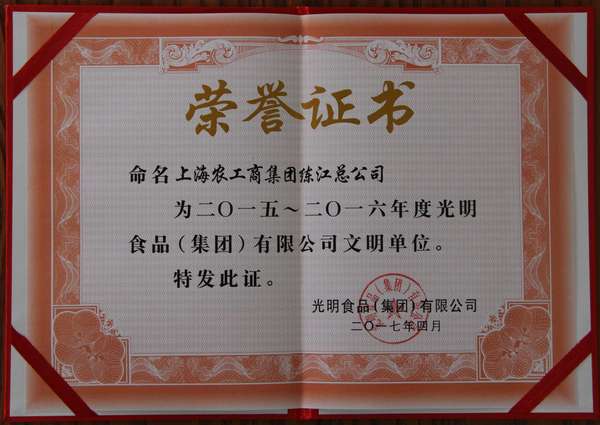 荣誉证书
命名上海农工商集团练江总公司
为二〇一五～二〇一六年度光明
食品（集团）有限公司文明单位。
特发此证。
光明食品（集团）有限公司
二〇一七年四月